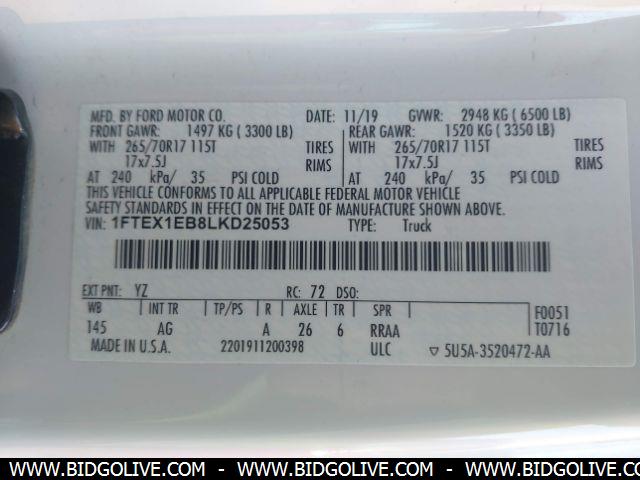 MFD. BY FORD MOTOR CO. DATE: 11/19 GVWR: 2948 KG ( 6500 LB)
FRONT GAWR: 1497 KG ( 3300 LB) REAR GAWR: 1520 KG ( 3350 LB)
WITH 265/70R17 115T TIRES WITH 265/70R17 115T TIRES
17x7.5J RIMS 17x7.5J RIMS
AT 240 kPa/ 35 PSI COLD AT 240 kPa/ 35 PSI COLD
THIS VEHICLE CONFORMS TO ALL APPLICABLE FEDERAL MOTOR VEHICLE
SAFETY STANDARDS IN EFFECT ON THE DATE OF MANUFACTURE SHOWN ABOVE.
VIN: 1FTEX1EB8LKD25053 TYPE: Truck
EXT PNT: YZ RC: 72 DSO:
WB INT TR TP/PS R AXLE TR SPR F0051
145 AG A 26 6 RRAA T0716
MADE IN U.S.A. 2201911200398 ULC ▽ 5U5A-3520472-AA
WWW.BIDGOLIVE.COM - WWW.BIDGOLIVE.COM - WWW.BIDGOLIVE.COM - WWW.BIDGOLIVE.COM